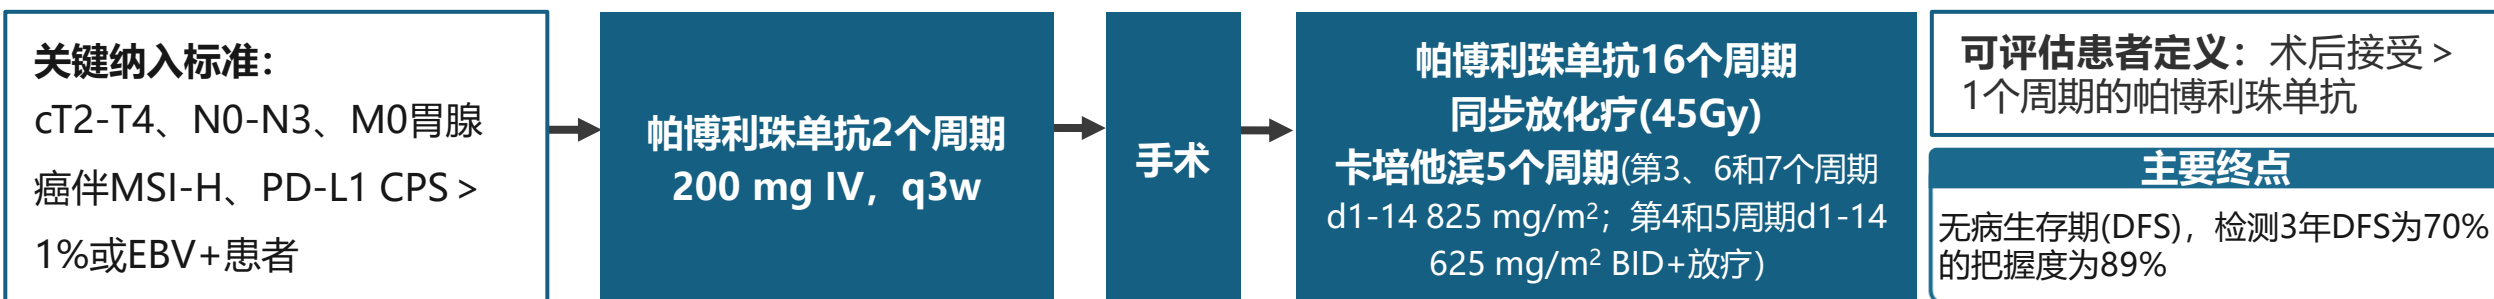 关键纳入标准：
cT2-T4、N0-N3、M0胃腺
癌伴MSI-H、PD-L1 CPS＞
1%或EBV+患者
帕博利珠单抗2个周期
200 mg IV，q3w
手术
帕博利珠单抗16个周期
同步放化疗(45Gy)
卡培他滨5个周期(第3、6和7个周期
d1-14 825 mg/m²；第4和5周期d1-14
625 mg/m² BID+放疗)
可评估患者定义：术后接受＞
1个周期的帕博利珠单抗
主要终点
无病生存期(DFS)，检测3年DFS为70%
的把握度为89%